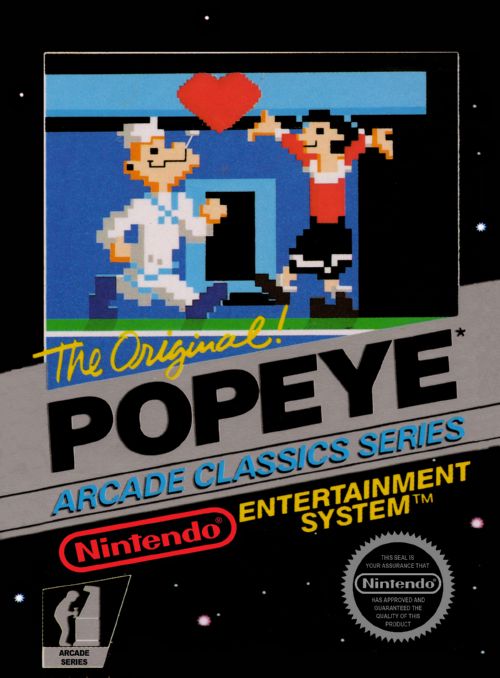 The Original!
POPEYE*
ARCADE CLASSICS SERIES
Nintendo®
ENTERTAINMENT
SYSTEM™
THIS SEAL IS
YOUR ASSURANCE THAT
Nintendo®
HAS APPROVED AND
GUARANTEED THE
QUALITY OF THIS
PRODUCT
ARCADE
SERIES